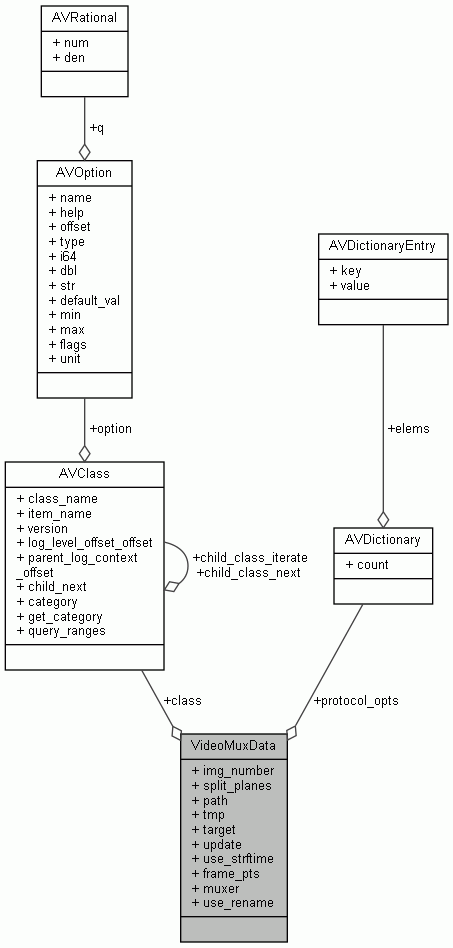 AVRational
+ num
+ den
+q
AVOption
+ name
+ help
+ offset
+ type
+ i64
+ dbl
+ str
+ default_val
+ min
+ max
+ flags
+ unit
AVDictionaryEntry
+ key
+ value
+option
+elems
AVClass
+ class_name
+ item_name
+ version
+ log_level_offset_offset
+ parent_log_context
_offset
+ child_next
+ category
+ get_category
+ query_ranges
+child_class_iterate
+child_class_next
AVDictionary
+ count
+class
+protocol_opts
VideoMuxData
+ img_number
+ split_planes
+ path
+ tmp
+ target
+ update
+ use_strftime
+ frame_pts
+ muxer
+ use_rename